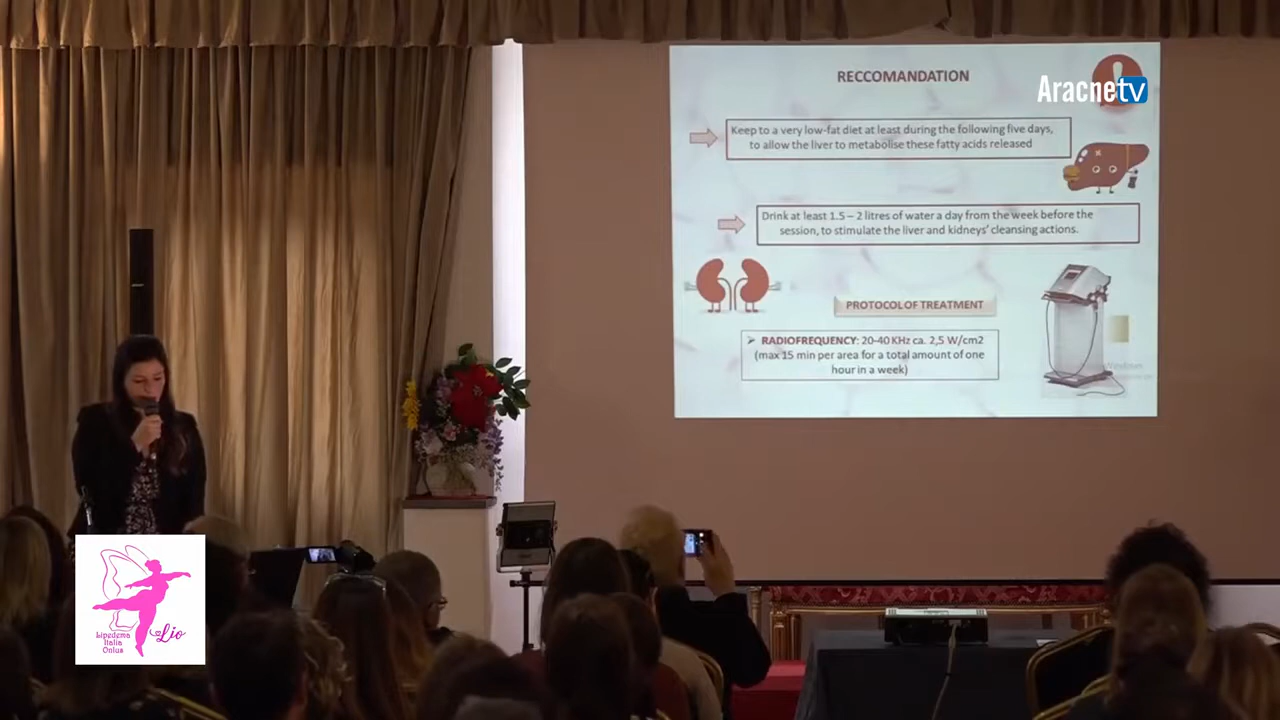 RECCOMANDATION
Aracnetv
Keep to a very low-fat diet at least during the following five days,
to allow the liver to metabolise these fatty acids released
Drink at least 1.5 – 2 litres of water a day from the week before the
session, to stimulate the liver and kidneys' cleansing actions.
PROTOCOL OF TREATMENT
➢ RADIOFREQUENCY: 20-40 KHz ca. 2,5 W/cm2
(max 15 min per area for a total amount of one
hour in a week)
Lipedema
Italia
Onlus
Lio